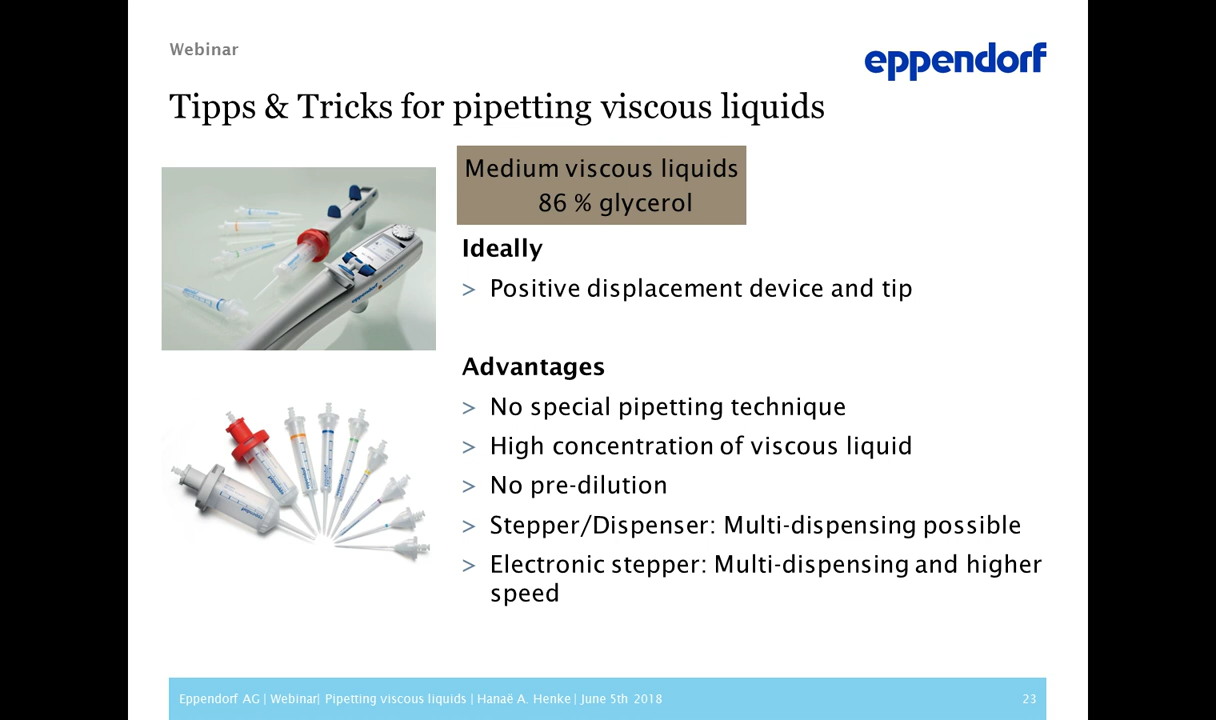 Webinar
eppendorf
Tipps & Tricks for pipetting viscous liquids
Medium viscous liquids
86 % glycerol
Ideally
> Positive displacement device and tip
Advantages
> No special pipetting technique
> High concentration of viscous liquid
> No pre-dilution
> Stepper/Dispenser: Multi-dispensing possible
> Electronic stepper: Multi-dispensing and higher
speed
eppendorf
Eppendorf AG | Webinar| Pipetting viscous liquids | Hanaë A. Henke | June 5th 2018
23